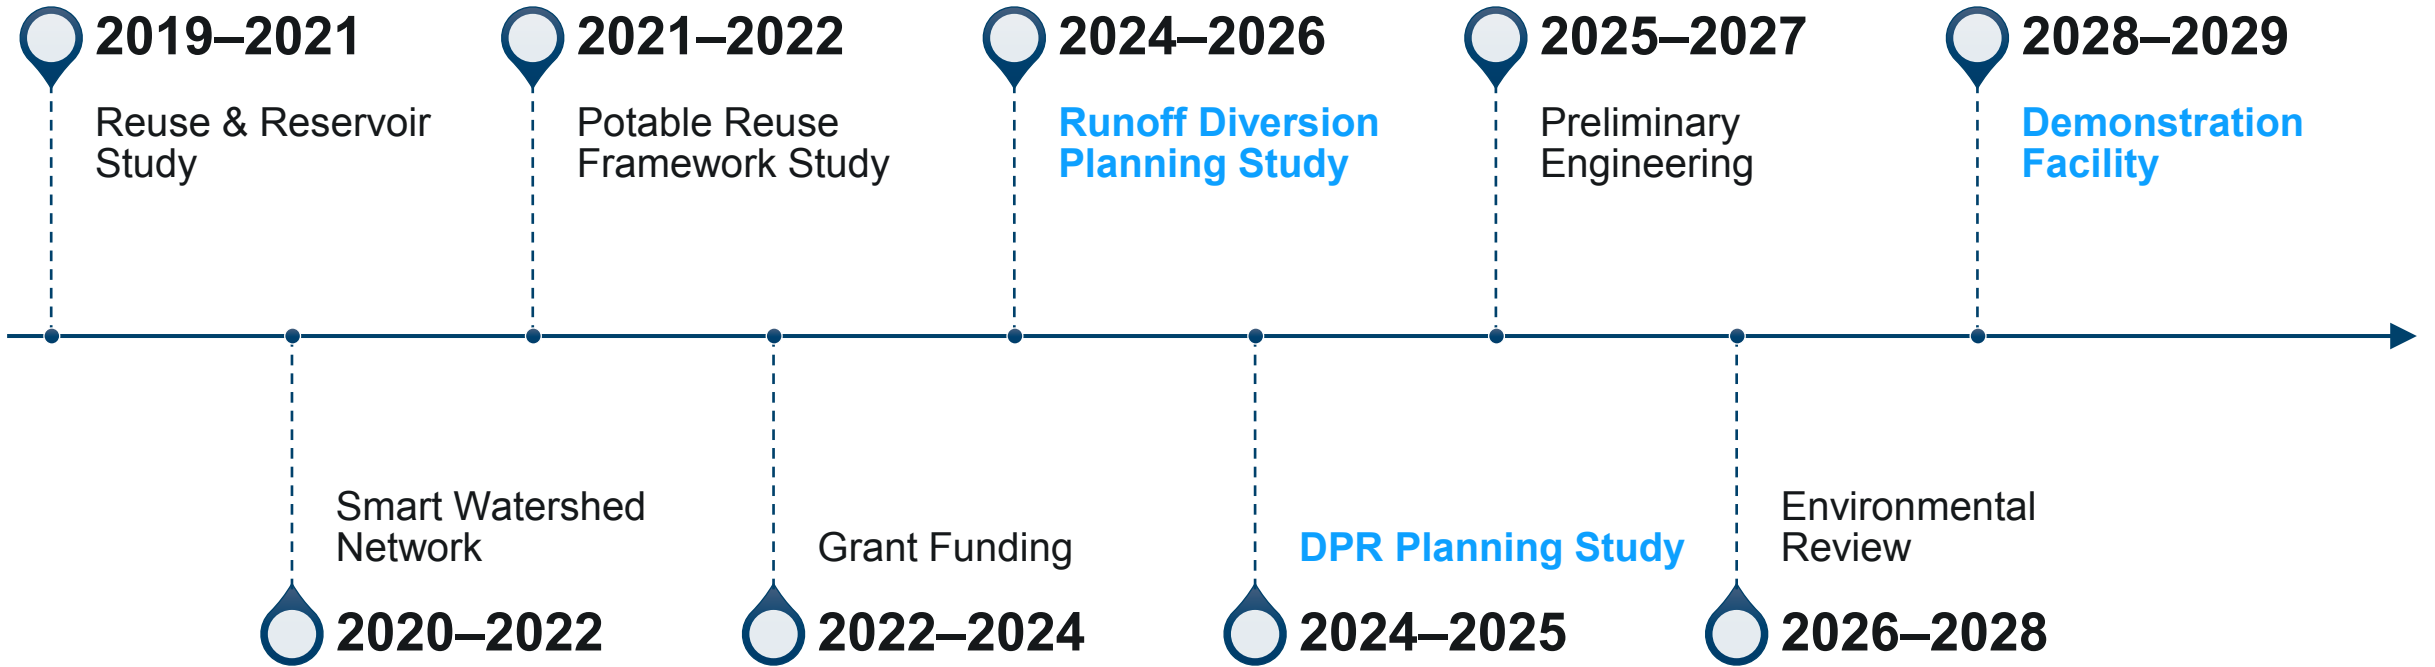 2019–2021
Reuse & Reservoir
Study
2021–2022
Potable Reuse
Framework Study
2024–2026
Runoff Diversion
Planning Study
2025–2027
Preliminary
Engineering
2028–2029
Demonstration
Facility
Smart Watershed
Network
2020–2022
Grant Funding
2022–2024
DPR Planning Study
2024–2025
Environmental
Review
2026–2028